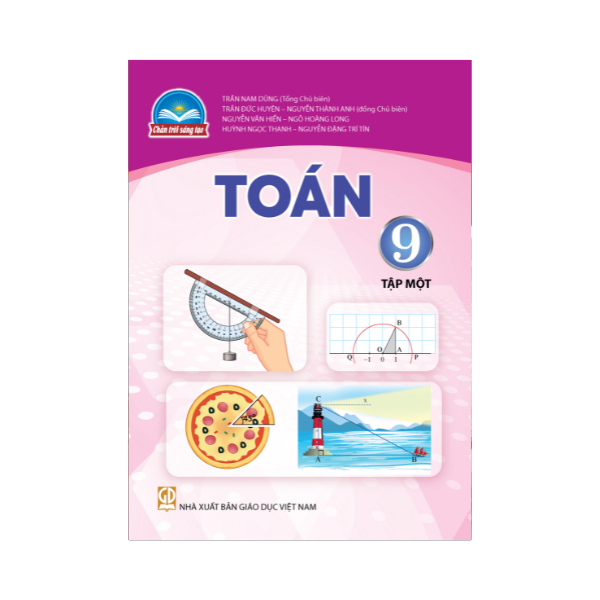 TRẦN NAM DŨNG (Tổng Chủ biên)
TRẦN ĐỨC HUYÊN – NGUYỄN THÀNH ANH (đồng Chủ biên)
NGUYỄN VĂN HIỂN – NGÔ HOÀNG LONG
HUỲNH NGỌC THANH – NGUYỄN ĐẶNG TRÍ TÍN
Chân trời sáng tạo
TOÁN
9
TẬP MỘT
B
O A
Q -1 0 1 P
C x
A B
GD
NHÀ XUẤT BẢN GIÁO DỤC VIỆT NAM